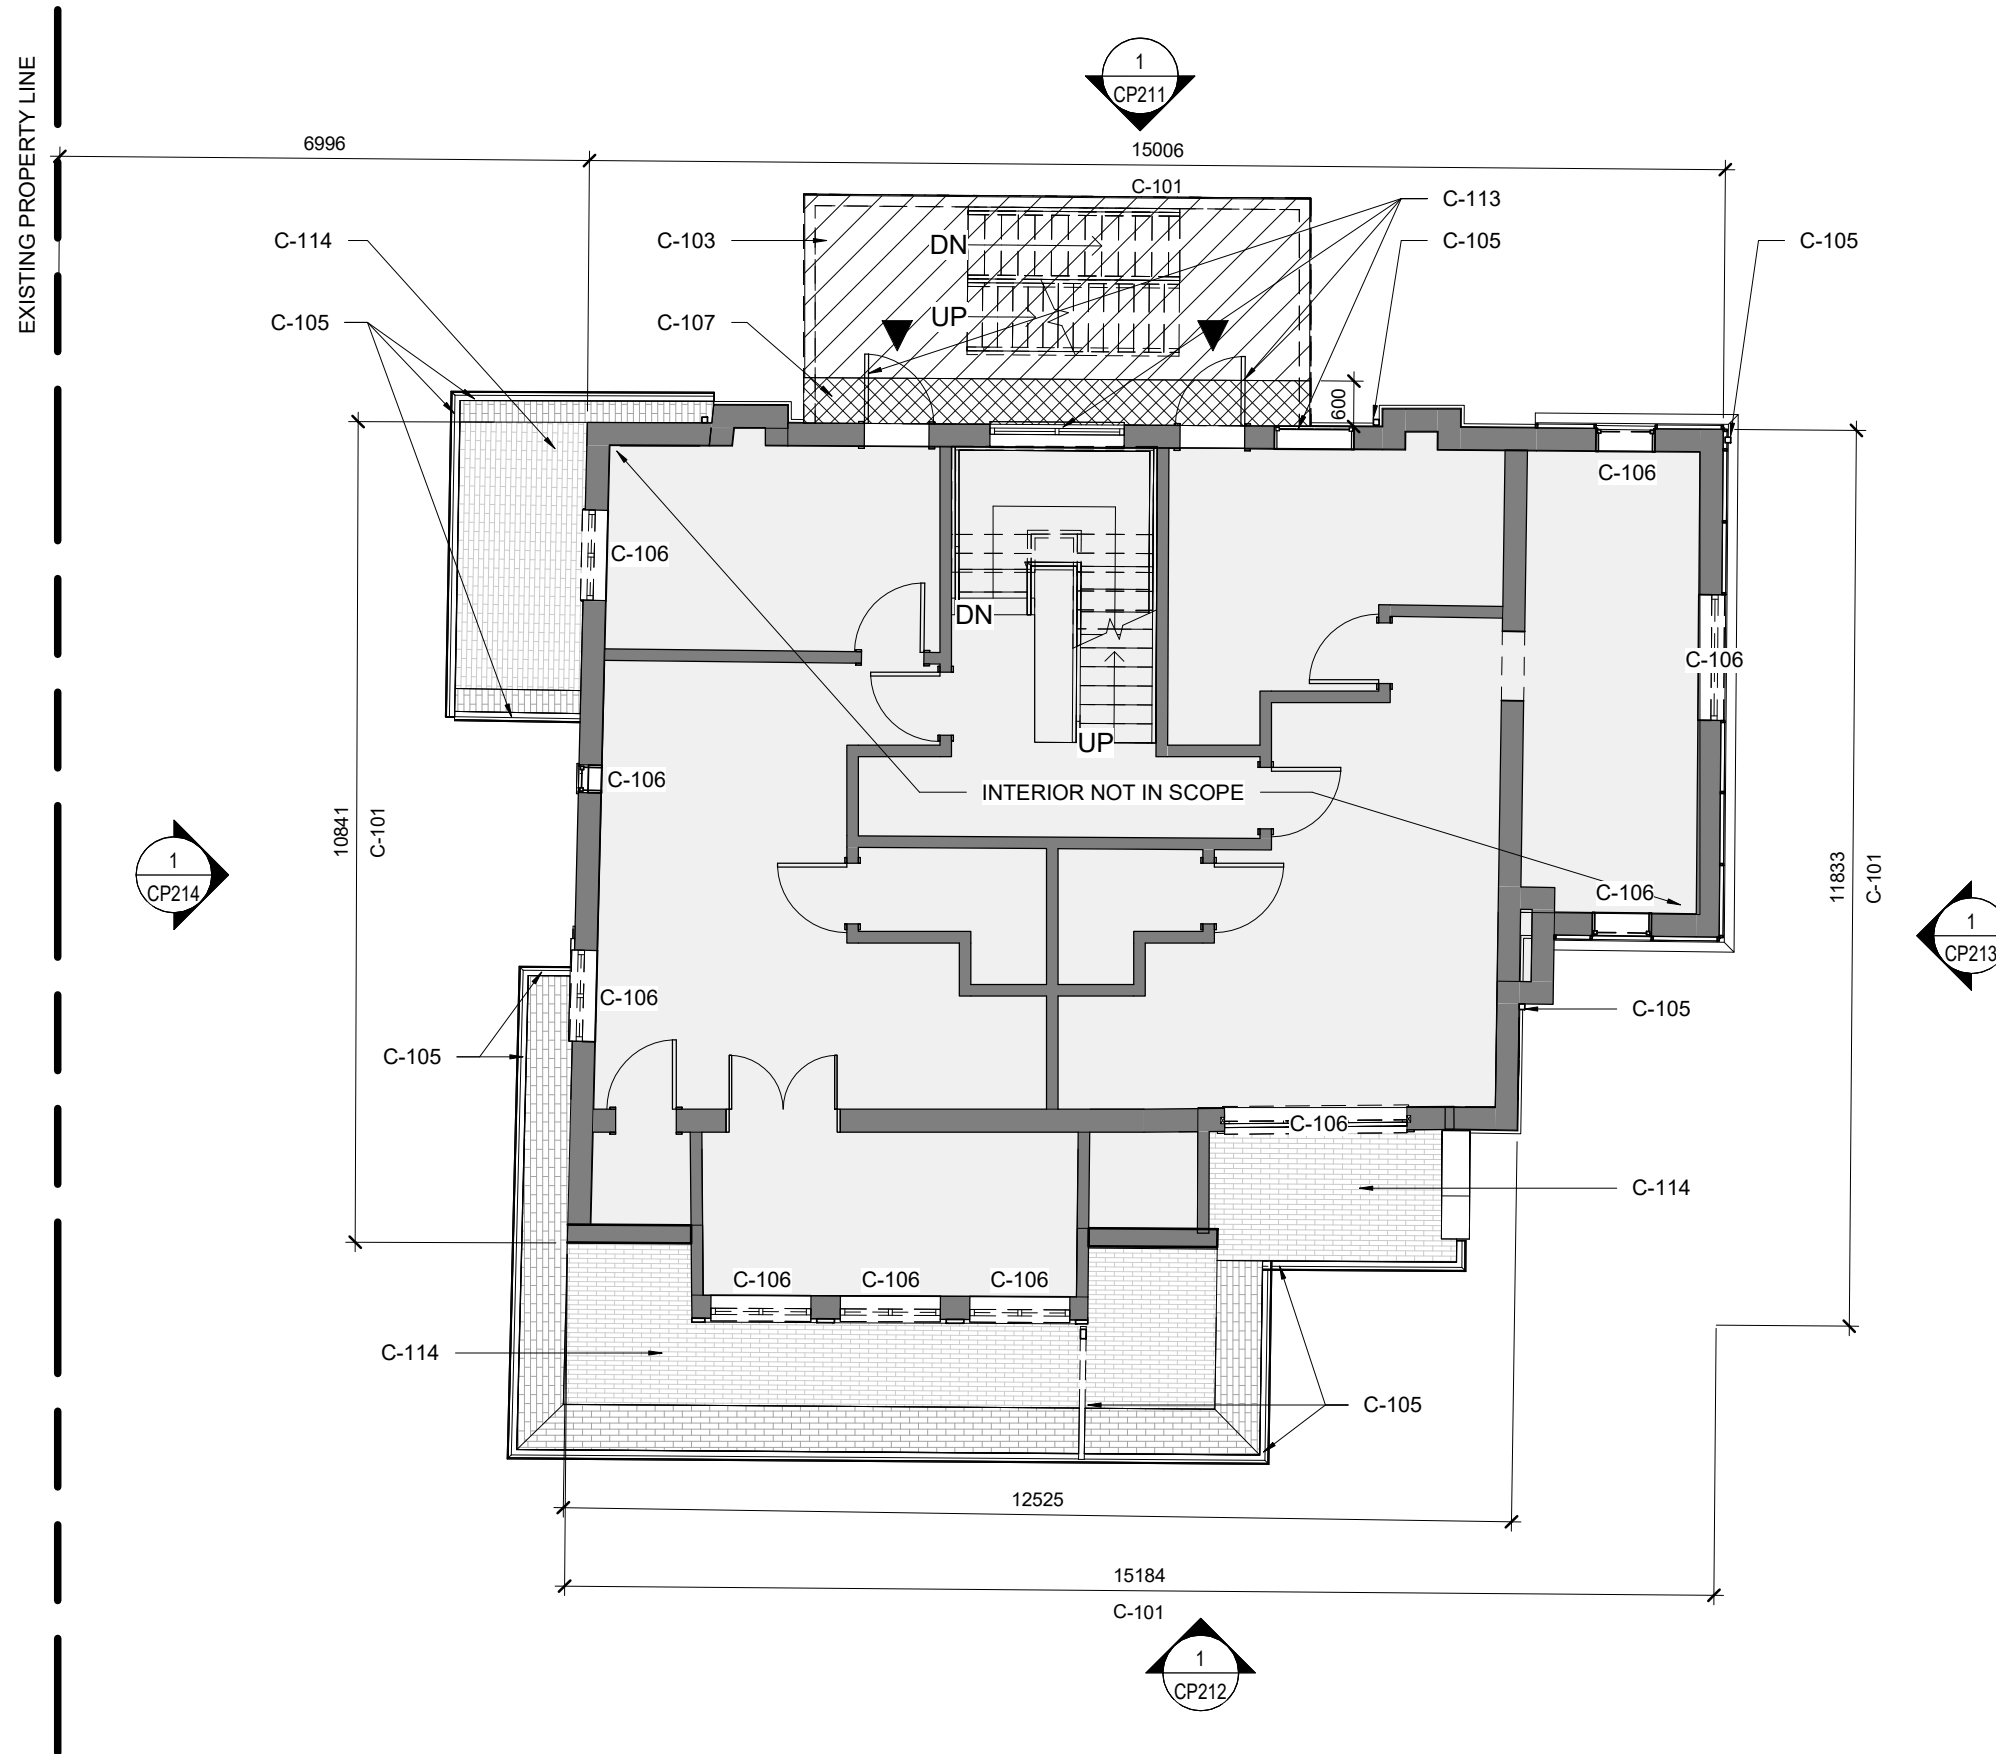 EXISTING PROPERTY LINE
1
CP211
6996
15006
C-101
C-113
C-114
C-103
DN
C-105
C-105
C-105
C-107
UP
600
C-106
C-106
DN
C-106
UP
C-106
INTERIOR NOT IN SCOPE
10841
C-101
1
CP214
C-106
11833
C-101
1
CP213
C-106
C-105
C-105
C-106
C-114
C-106
C-106
C-106
C-114
C-105
12525
15184
C-101
1
CP212